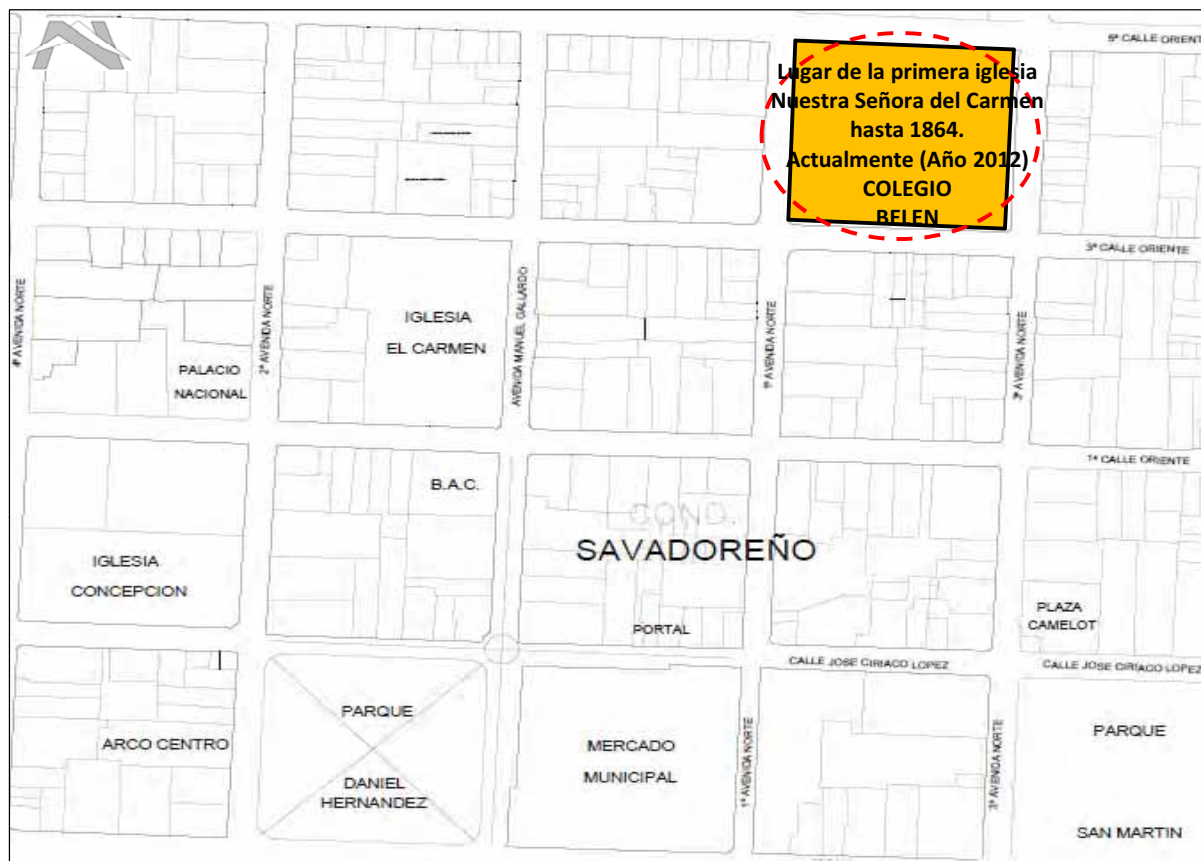 5ª CALLE ORIENT
Lugar de la primera iglesia
Nuestra Señora del Carmen
hasta 1864.
Actualmente (Año 2012)
COLEGIO
BELEN
3ª CALLE ORIENTE
4ª AVENIDA NORTE
2ª AVENIDA NORTE
AVENIDA MANUEL GALLARDO
1ª AVENIDA NORTE
3ª AVENIDA NORTE
IGLESIA
EL CARMEN
PALACIO
NACIONAL
1ª CALLE ORIENTE
B.A.C.
COND.
SAVADOREÑO
IGLESIA
CONCEPCION
PLAZA
CAMELOT
PORTAL
CALLE JOSE CIRIACO LOPEZ
CALLE JOSE CIRIACO LOPEZ
PARQUE
DANIEL
HERNANDEZ
ARCO CENTRO
MERCADO
MUNICIPAL
1ª AVENIDA NORTE
3ª AVENIDA NORTE
PARQUE
SAN MARTIN